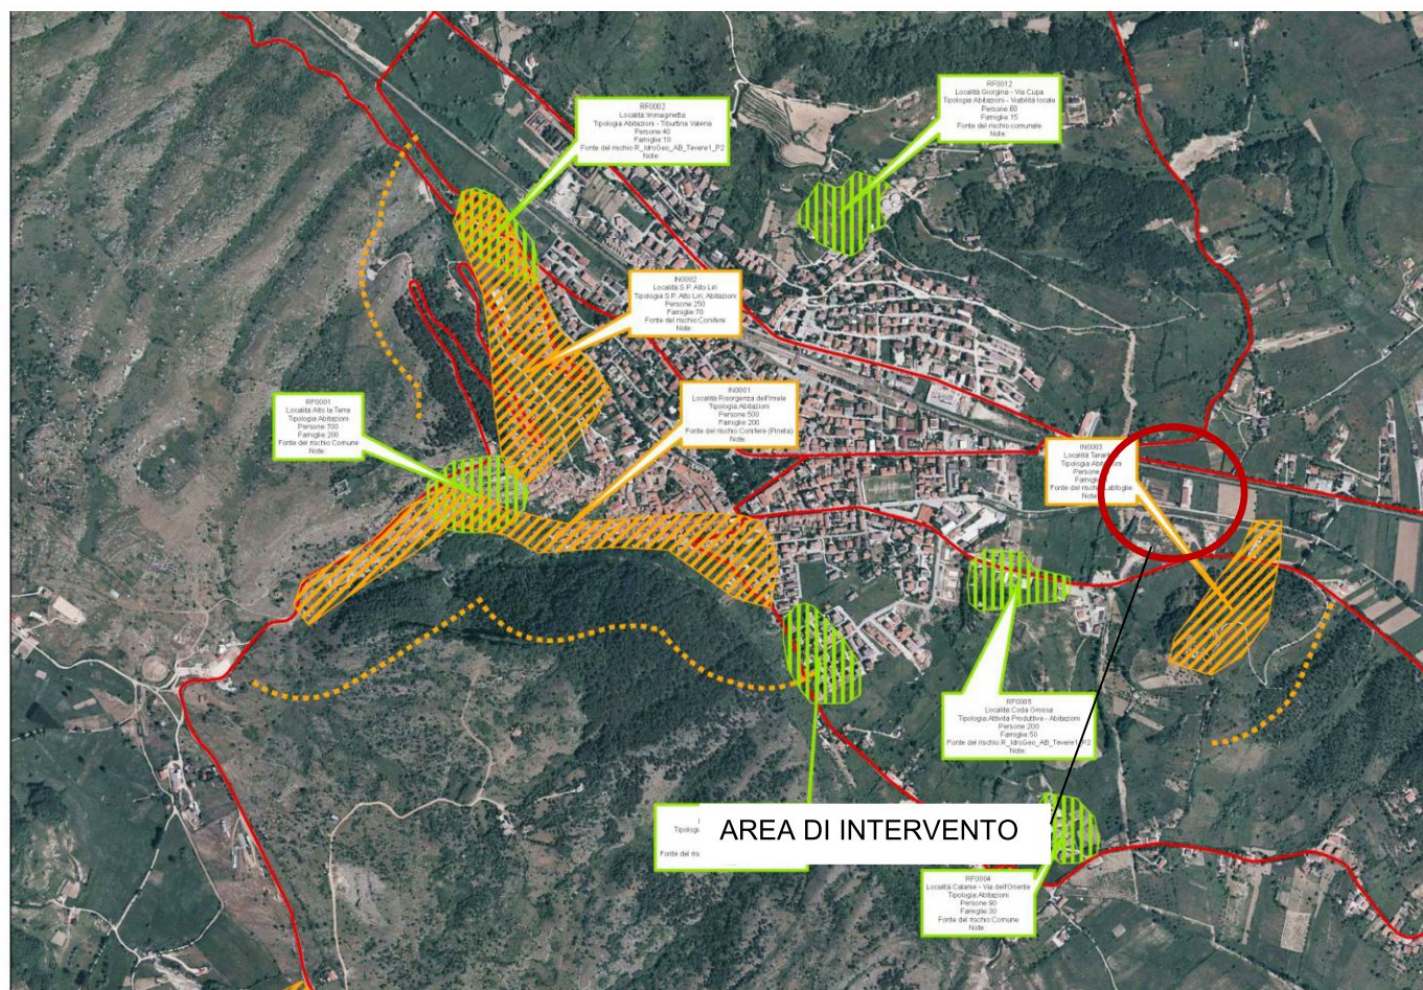 RF0012
Località Giorgina - Via Cupa
Tipologia Abitazioni - Viabilità locale
Persone 60
Famiglie 15
Fonte del rischio comunale
Note
RF0002
Località Immaginetta
Tipologia Abitazioni - Tiburtina Valeria
Persone 40
Famiglie 10
Fonte del rischio R_IdroGeo_AB_Tevere1_P2
Note
IN0002
Località S.P. Alto Liri
Tipologia S.P. Alto Liri, Abitazioni
Persone 250
Famiglie 70
Fonte del rischio Conifere
Note
IN0001
Località Risorgenza dell'Imele
Tipologia Abitazioni
Persone 500
Famiglie 200
Fonte del rischio Conifere (Pineta)
Note
RF0001
Località Alto la Terra
Tipologia Abitazioni
Persone 700
Famiglie 200
Fonte del rischio Comune
Note
IN0003
Località
Tipologia
Persone
Fonte del rischio
Note
RF0005
Località Coda Grossa
Tipologia Attività Produttive - Abitazioni
Persone 200
Famiglie 50
Fonte del rischio R_IdroGeo_AB_Tevere1_P2
Note
AREA DI INTERVENTO
RF0004
Località Catame - Via dell'Oriente
Tipologia Abitazioni
Persone 90
Famiglie 30
Fonte del rischio Comune
Note